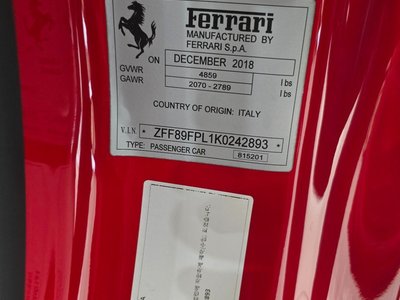 Ferrari
MANUFACTURED BY
FERRARI S.p.A.
ON DECEMBER 2018
GVWR 4859 lbs
GAWR 2070 - 2789 lbs
COUNTRY OF ORIGIN: ITALY
V.I.N. * ZFF89FPL1K0242893 *
TYPE: PASSENGER CAR 815201